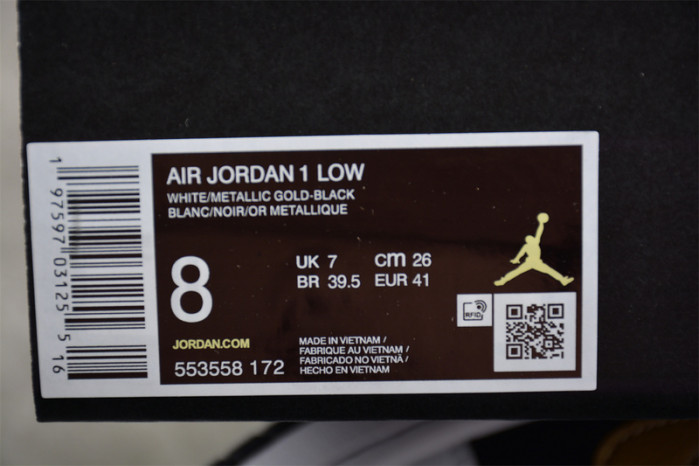 AIR JORDAN 1 LOW
WHITE/METALLIC GOLD-BLACK
BLANC/NOIR/OR METALLIQUE
8
UK 7 cm 26
BR 39.5 EUR 41
RFID
JORDAN.COM
553558 172
MADE IN VIETNAM /
FABRIQUE AU VIETNAM /
FABRICADO NO VIETNÃ /
HECHO EN VIETNAM
1 97597 03125 5 16